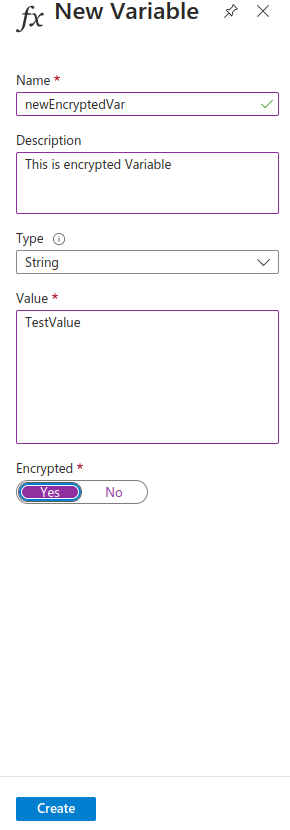 fx New Variable
Name *
newEncryptedVar
Description
This is encrypted Variable
Type
String
Value *
TestValue
Encrypted *
Yes No
Create